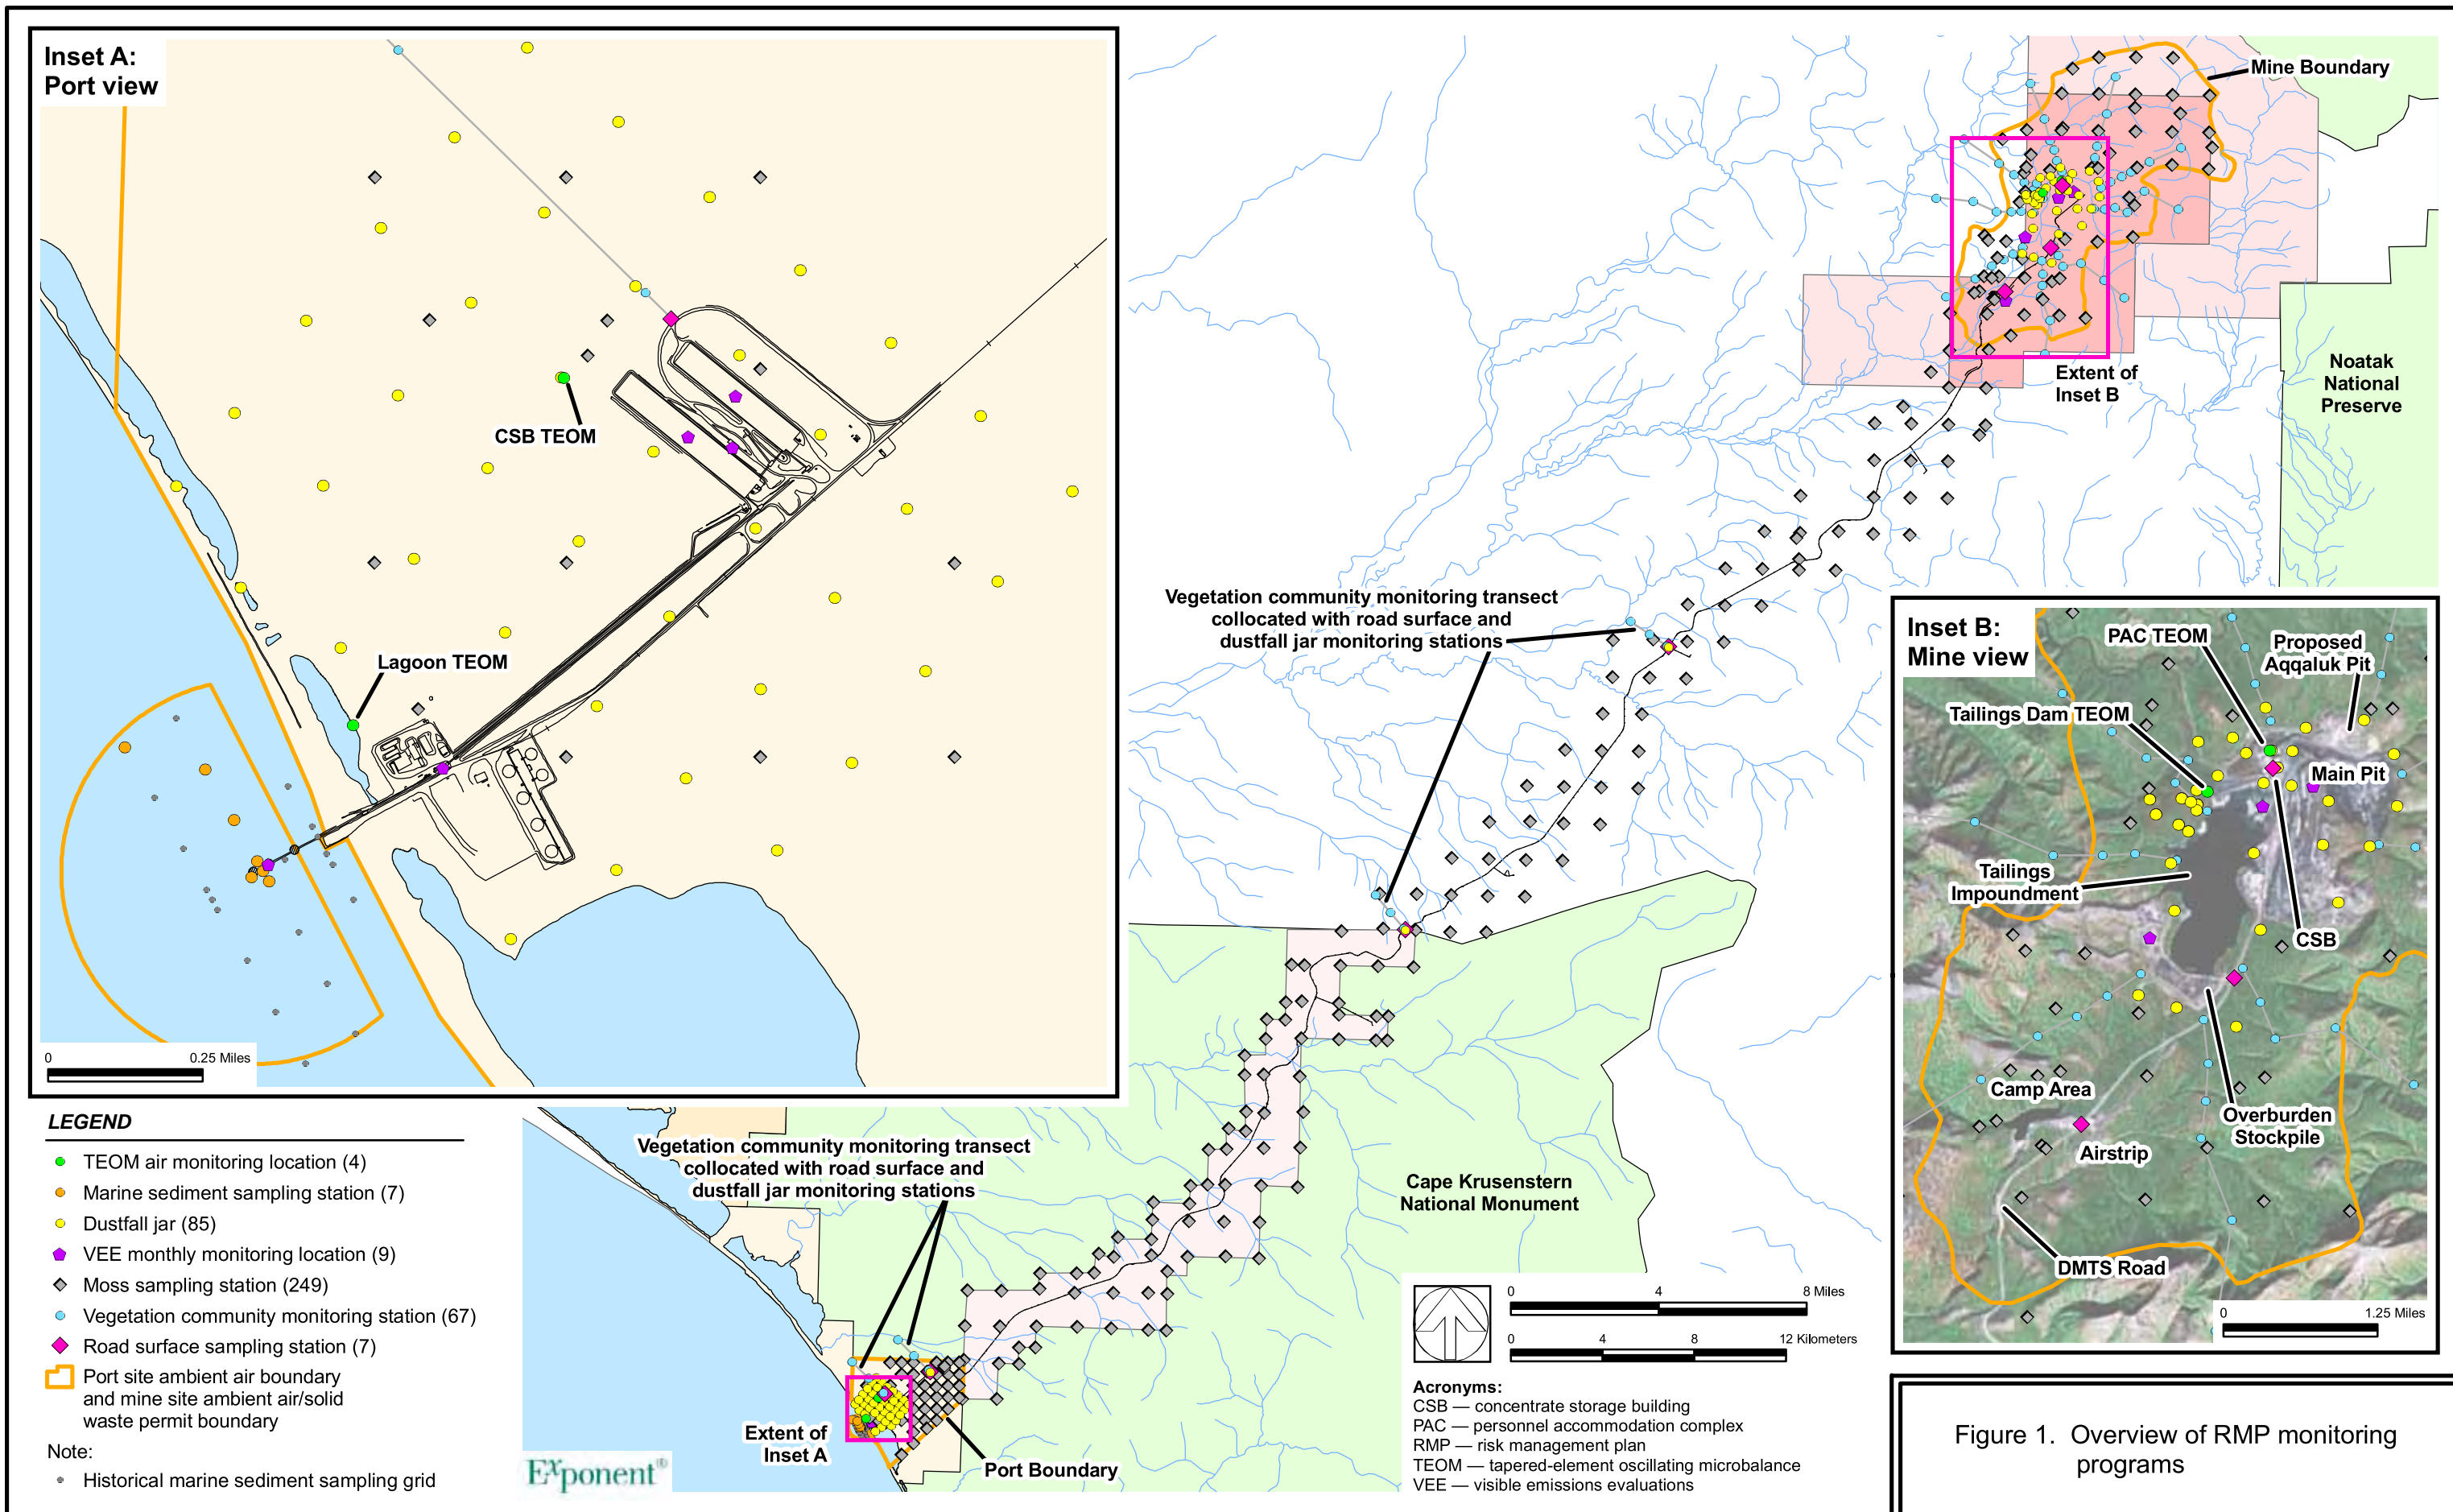 Inset A:
Port view
CSB TEOM
Lagoon TEOM
0 0.25 Miles
Mine Boundary
Extent of
Inset B
Noatak
National
Preserve
Vegetation community monitoring transect
collocated with road surface and
dustfall jar monitoring stations
Inset B:
Mine view
PAC TEOM
Proposed
Aqqaluk Pit
Tailings Dam TEOM
Main Pit
Tailings
Impoundment
CSB
Camp Area
Overburden
Stockpile
Airstrip
DMTS Road
0 1.25 Miles
LEGEND
TEOM air monitoring location (4)
Marine sediment sampling station (7)
Dustfall jar (85)
VEE monthly monitoring location (9)
Moss sampling station (249)
Vegetation community monitoring station (67)
Road surface sampling station (7)
Port site ambient air boundary
and mine site ambient air/solid
waste permit boundary
Note:
Historical marine sediment sampling grid
Vegetation community monitoring transect
collocated with road surface and
dustfall jar monitoring stations
Cape Krusenstern
National Monument
Extent of
Inset A
Port Boundary
Exponent®
0 4 8 Miles
0 4 8 12 Kilometers
Acronyms:
CSB — concentrate storage building
PAC — personnel accommodation complex
RMP — risk management plan
TEOM — tapered-element oscillating microbalance
VEE — visible emissions evaluations
Figure 1. Overview of RMP monitoring
programs